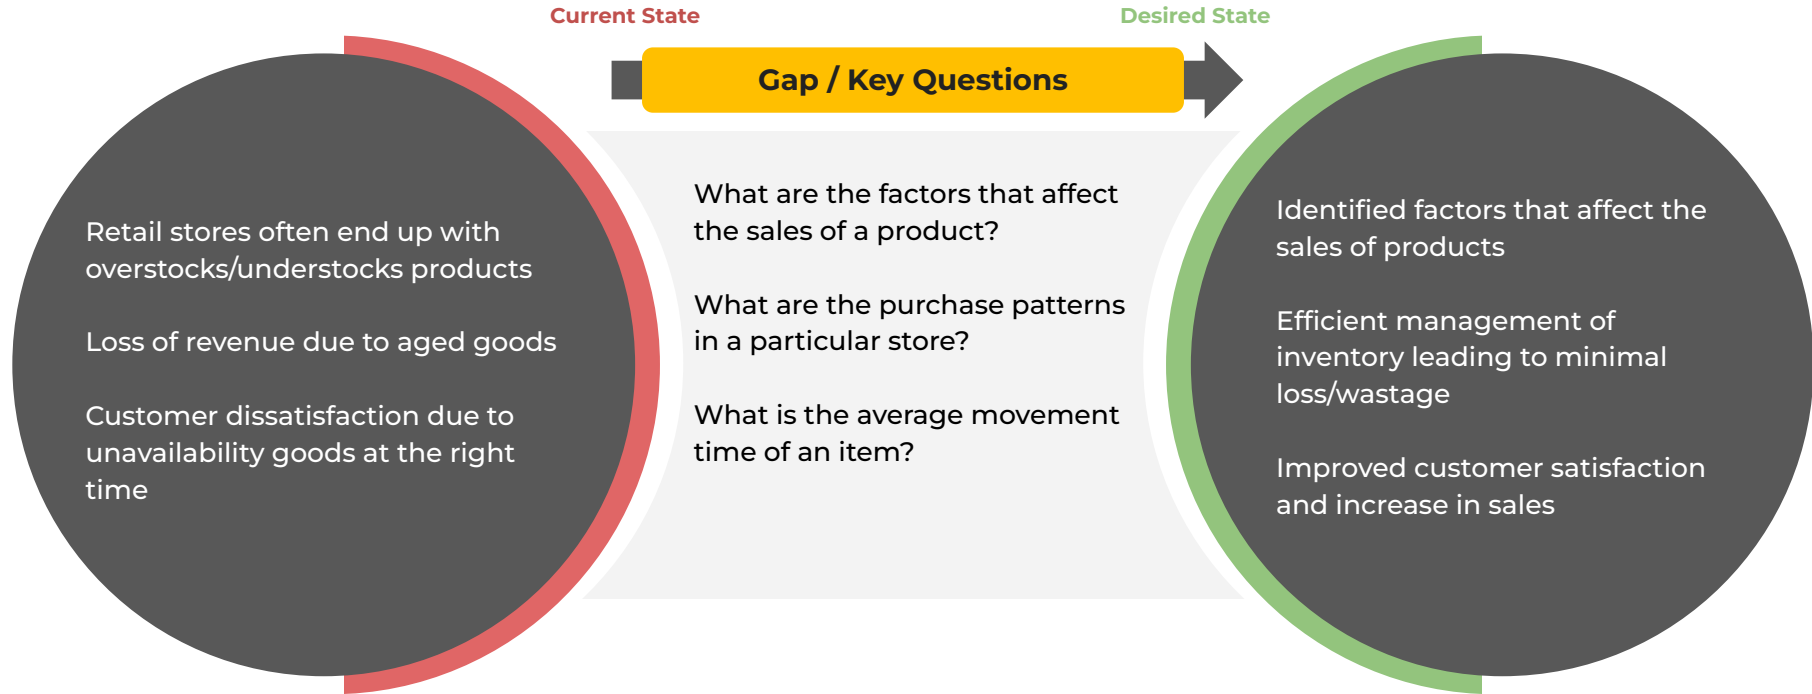 Current State
Desired State
Gap / Key Questions
Retail stores often end up with
overstocks/understocks products
Loss of revenue due to aged goods
Customer dissatisfaction due to
unavailability goods at the right
time
What are the factors that affect
the sales of a product?
What are the purchase patterns
in a particular store?
What is the average movement
time of an item?
Identified factors that affect the
sales of products
Efficient management of
inventory leading to minimal
loss/wastage
Improved customer satisfaction
and increase in sales